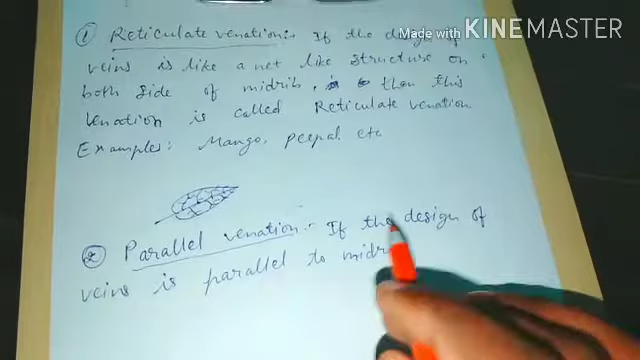 Made with KINEMASTER
① Reticulate venation :- If the design of
veins is like a net like structure on
both side of midrib, then this
venation is called Reticulate venation
Examples: Mango, peepal etc
② Parallel venation :- If the design of
veins is parallel to